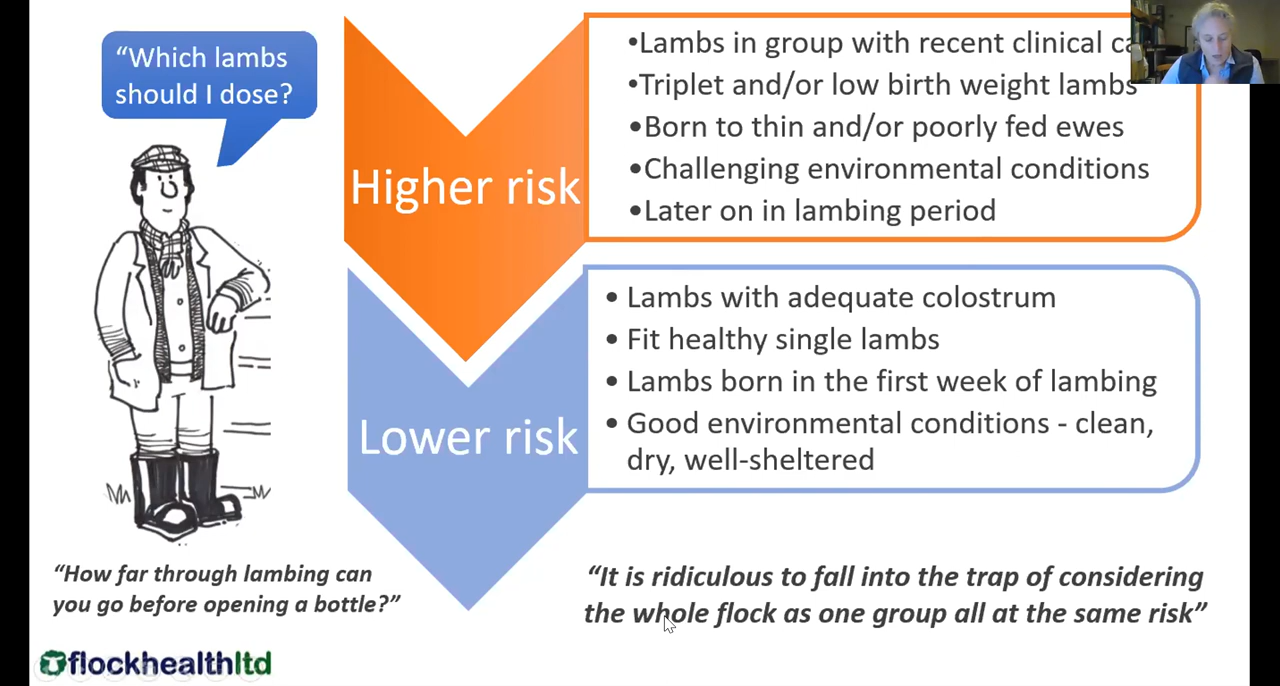 “Which lambs
should I dose?
Higher risk
•Lambs in group with recent clinical
•Triplet and/or low birth weight lambs
•Born to thin and/or poorly fed ewes
•Challenging environmental conditions
•Later on in lambing period
Lower risk
• Lambs with adequate colostrum
• Fit healthy single lambs
• Lambs born in the first week of lambing
• Good environmental conditions - clean,
dry, well-sheltered
“How far through lambing can
you go before opening a bottle?”
“It is ridiculous to fall into the trap of considering
the whole flock as one group all at the same risk”
flockhealthltd